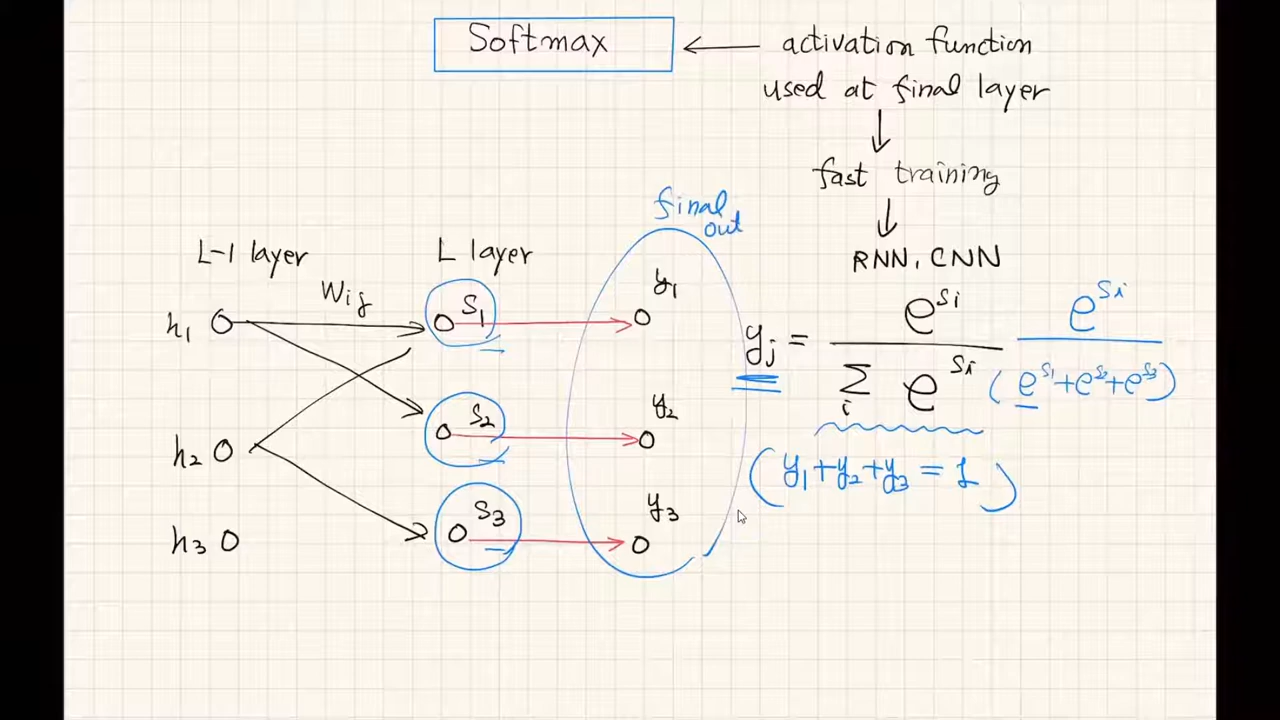 Softmax ← activation function
used at final layer
↓
fast training
↓
RNN, CNN
final
out
L-1 layer
L layer
Wij
h1
S1
y1
h2
S2
y2
h3
S3
y3
yj = e^Si / Σi e^Si
e^Si / (e^S1+e^S2+e^S3)
(y1+y2+y3 = 1)